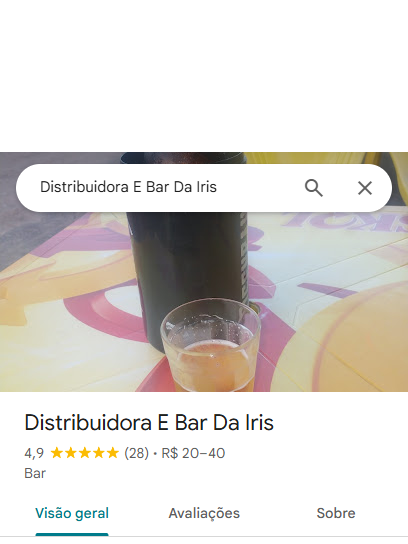 Distribuidora E Bar Da Iris
Distribuidora E Bar Da Iris
4,9 ★★★★★ (28) • R$ 20–40
Bar
Visão geral Avaliações Sobre